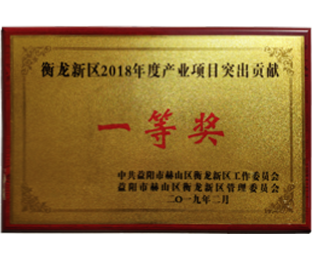 衡龙新区2018年度产业项目突出贡献
一等奖
中共益阳市赫山区衡龙新区工作委员会
益阳市赫山区衡龙新区管理委员会
二〇一九年二月